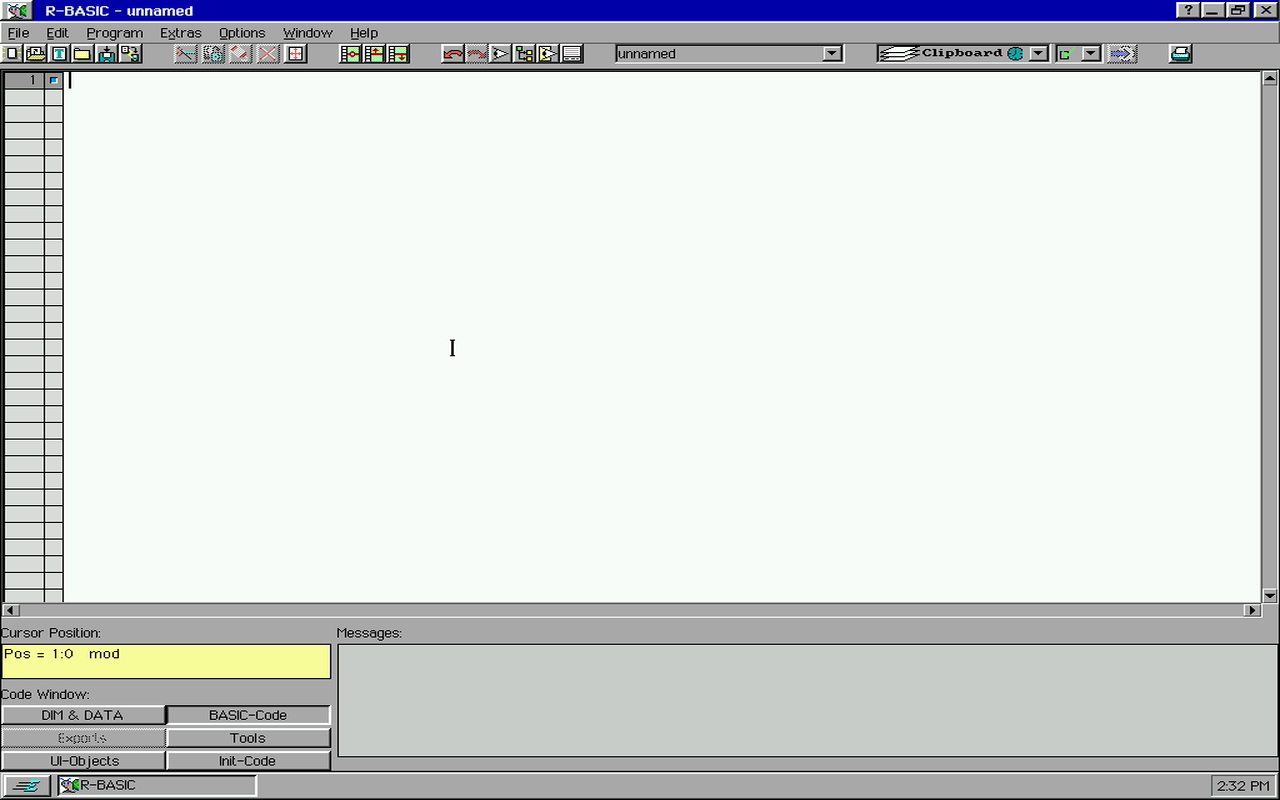 R-BASIC - unnamed
?
File Edit Program Extras Options Window Help
T unnamed Clipboard
1
Cursor Position: Messages:
Pos = 1:0 mod
Code Window:
DIM & DATA BASIC-Code
Exports Tools
UI-Objects Init-Code
R-BASIC 2:32 PM